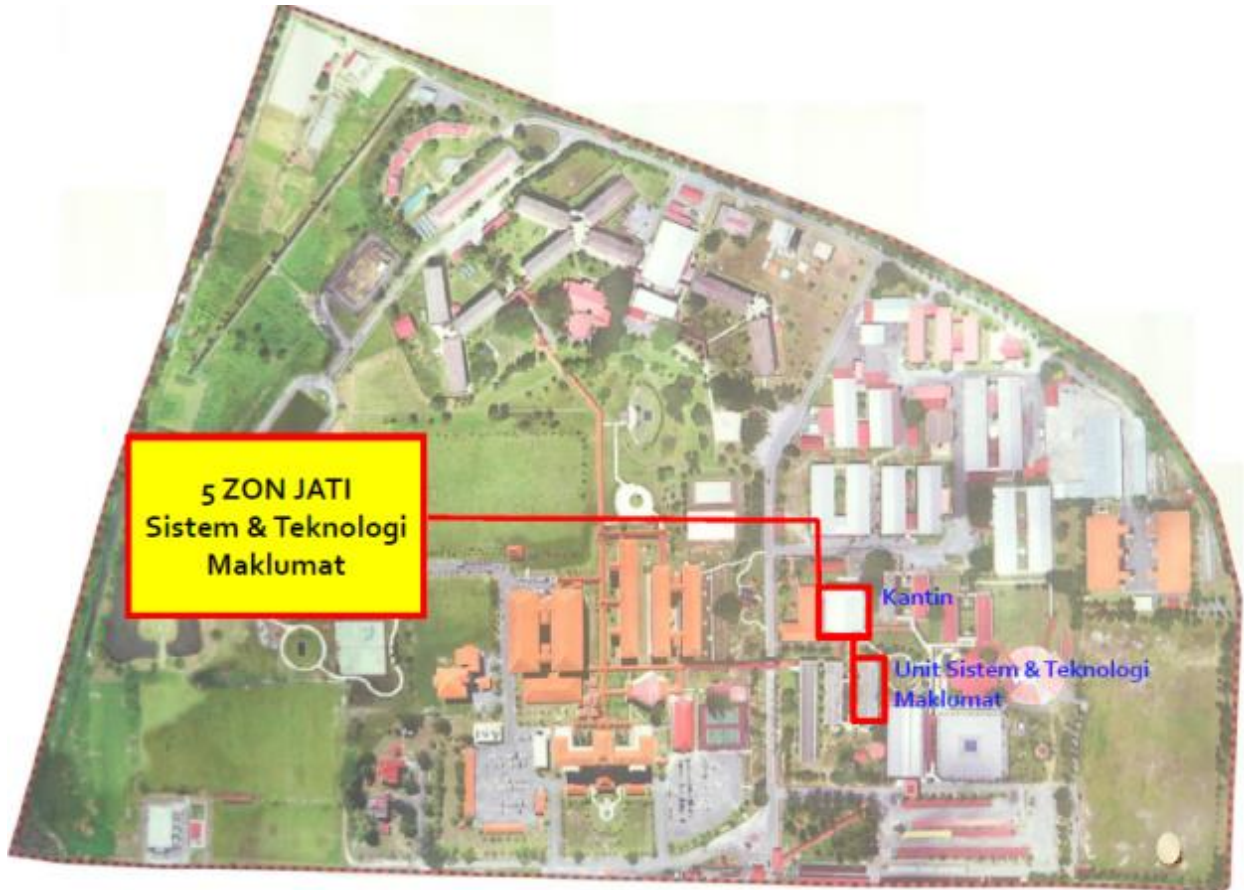 5 ZON JATI
Sistem & Teknologi
Maklumat
Kantin
Unit Sistem & Teknologi
Maklumat